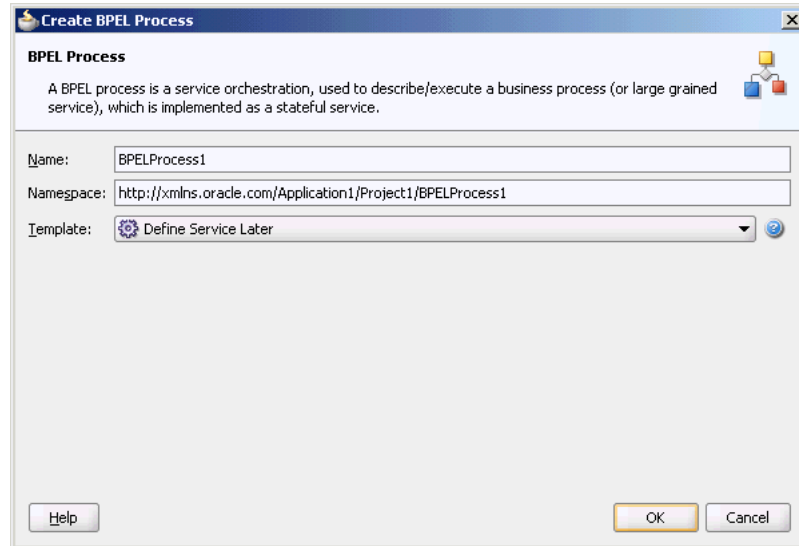 Create BPEL Process
BPEL Process
A BPEL process is a service orchestration, used to describe/execute a business process (or large grained
service), which is implemented as a stateful service.
Name: BPELProcess1
Namespace: http://xmlns.oracle.com/Application1/Project1/BPELProcess1
Template: Define Service Later
Help OK Cancel